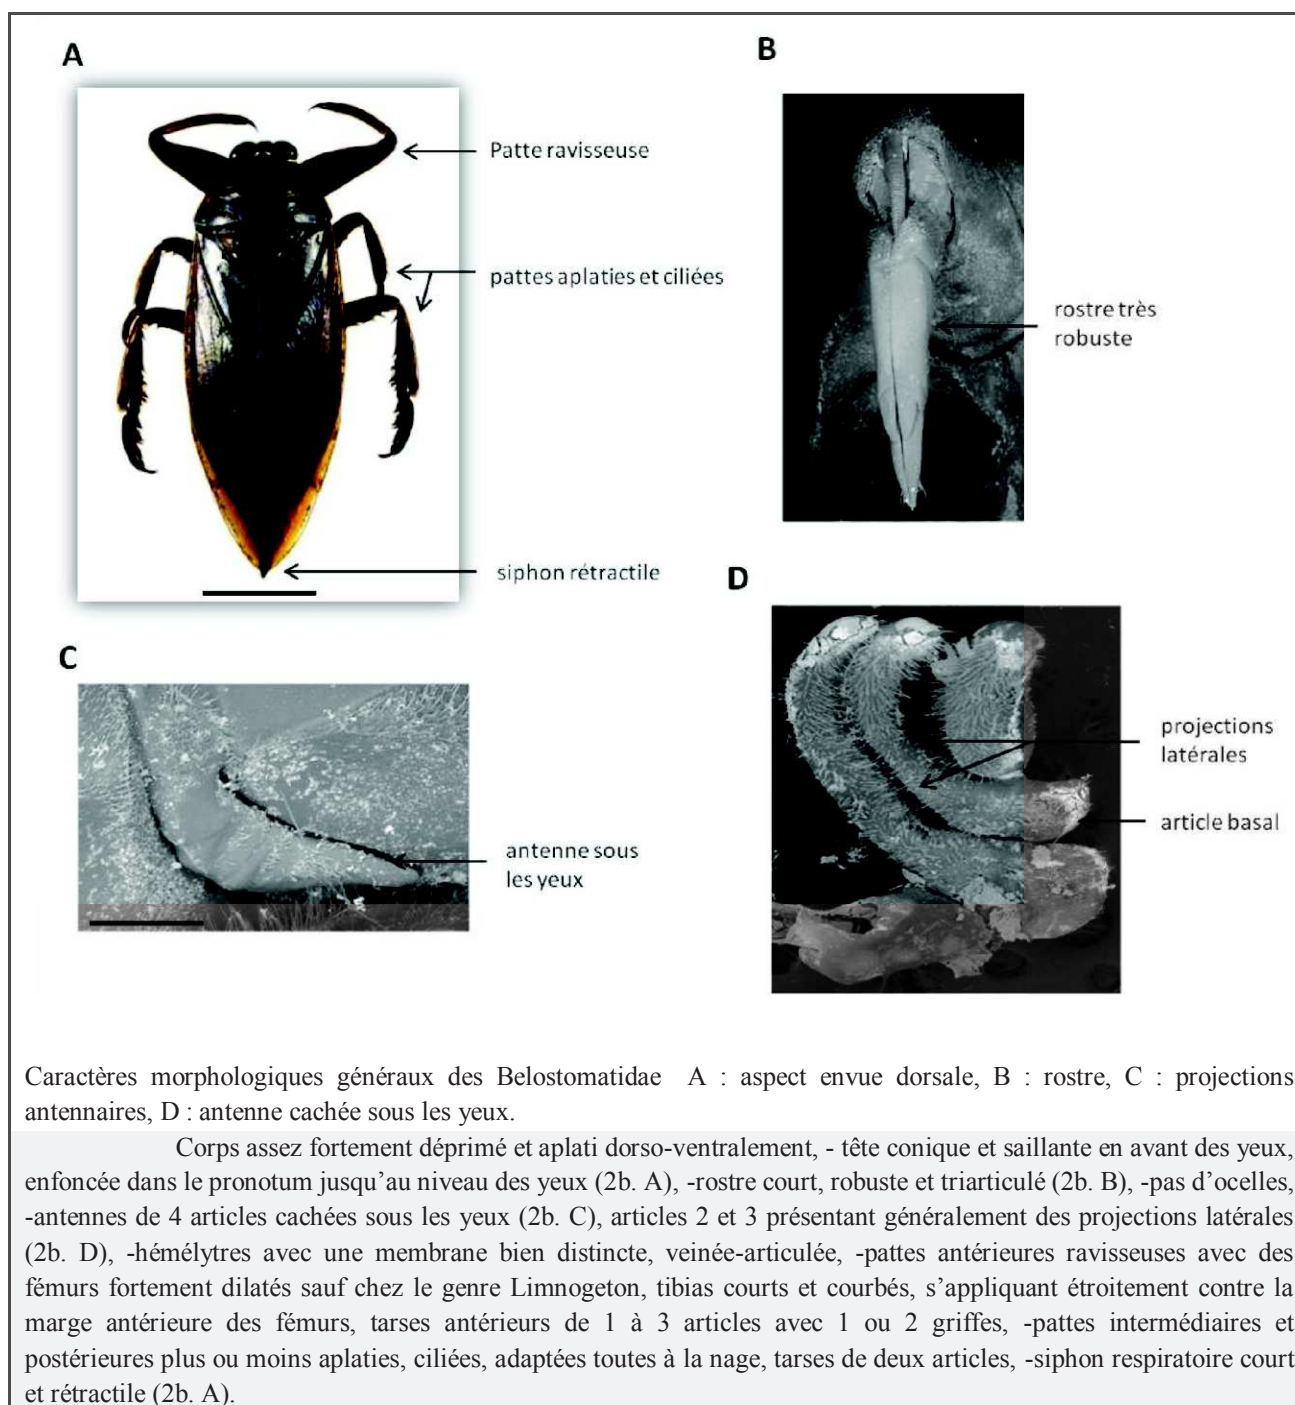 A
B
Patte ravisseuse
pattes aplaties et ciliées
rostre très
robuste
siphon rétractile
D
C
projections
latérales
article basal
antenne sous
les yeux
Caractères morphologiques généraux des Belostomatidae A : aspect envue dorsale, B : rostre, C : projections
antennaires, D : antenne cachée sous les yeux.
Corps assez fortement déprimé et aplati dorso-ventralement, - tête conique et saillante en avant des yeux,
enfoncée dans le pronotum jusqu'au niveau des yeux (2b. A), -rostre court, robuste et triarticulé (2b. B), -pas d'ocelles,
-antennes de 4 articles cachées sous les yeux (2b. C), articles 2 et 3 présentant généralement des projections latérales
(2b. D), -hémélytres avec une membrane bien distincte, veinée-articulée, -pattes antérieures ravisseuses avec des
fémurs fortement dilatés sauf chez le genre Limnogeton, tibias courts et courbés, s'appliquant étroitement contre la
marge antérieure des fémurs, tarses antérieurs de 1 à 3 articles avec 1 ou 2 griffes, -pattes intermédiaires et
postérieures plus ou moins aplaties, ciliées, adaptées toutes à la nage, tarses de deux articles, -siphon respiratoire court
et rétractile (2b. A).